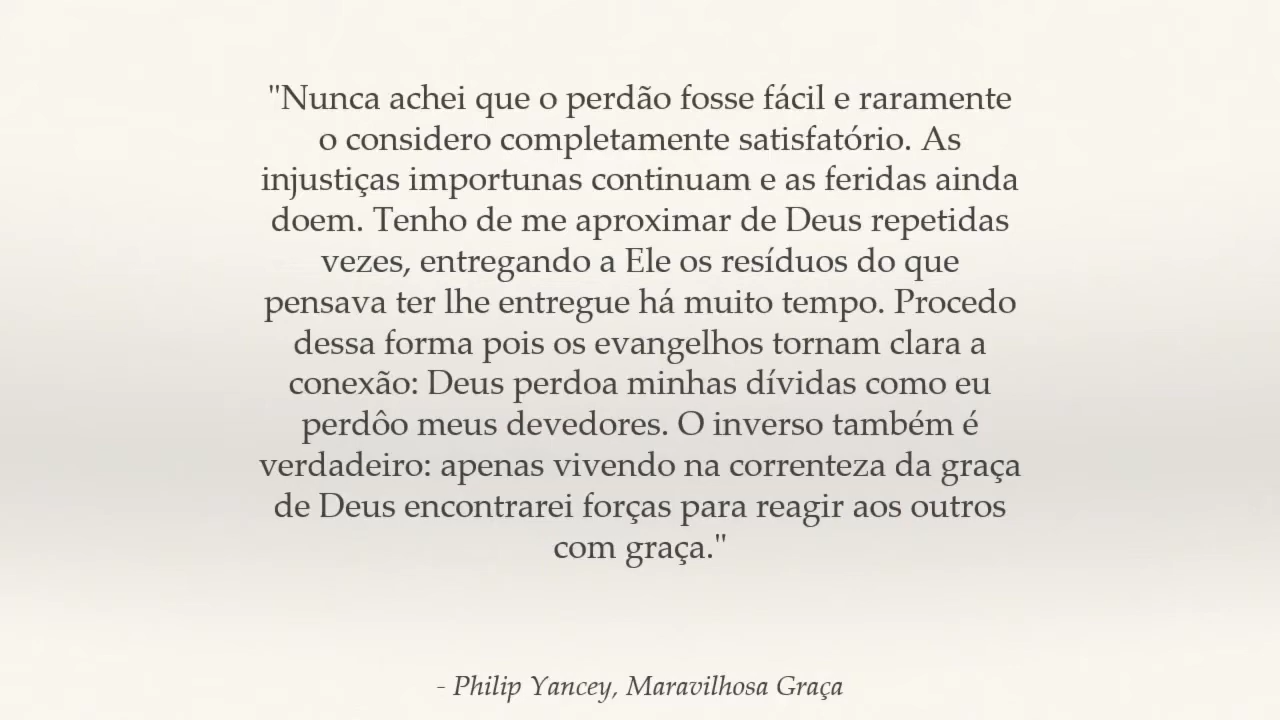 "Nunca achei que o perdão fosse fácil e raramente
o considero completamente satisfatório. As
injustiças importunas continuam e as feridas ainda
doem. Tenho de me aproximar de Deus repetidas
vezes, entregando a Ele os resíduos do que
pensava ter lhe entregue há muito tempo. Procedo
dessa forma pois os evangelhos tornam clara a
conexão: Deus perdoa minhas dívidas como eu
perdôo meus devedores. O inverso também é
verdadeiro: apenas vivendo na correnteza da graça
de Deus encontrarei forças para reagir aos outros
com graça."
- Philip Yancey, Maravilhosa Graça